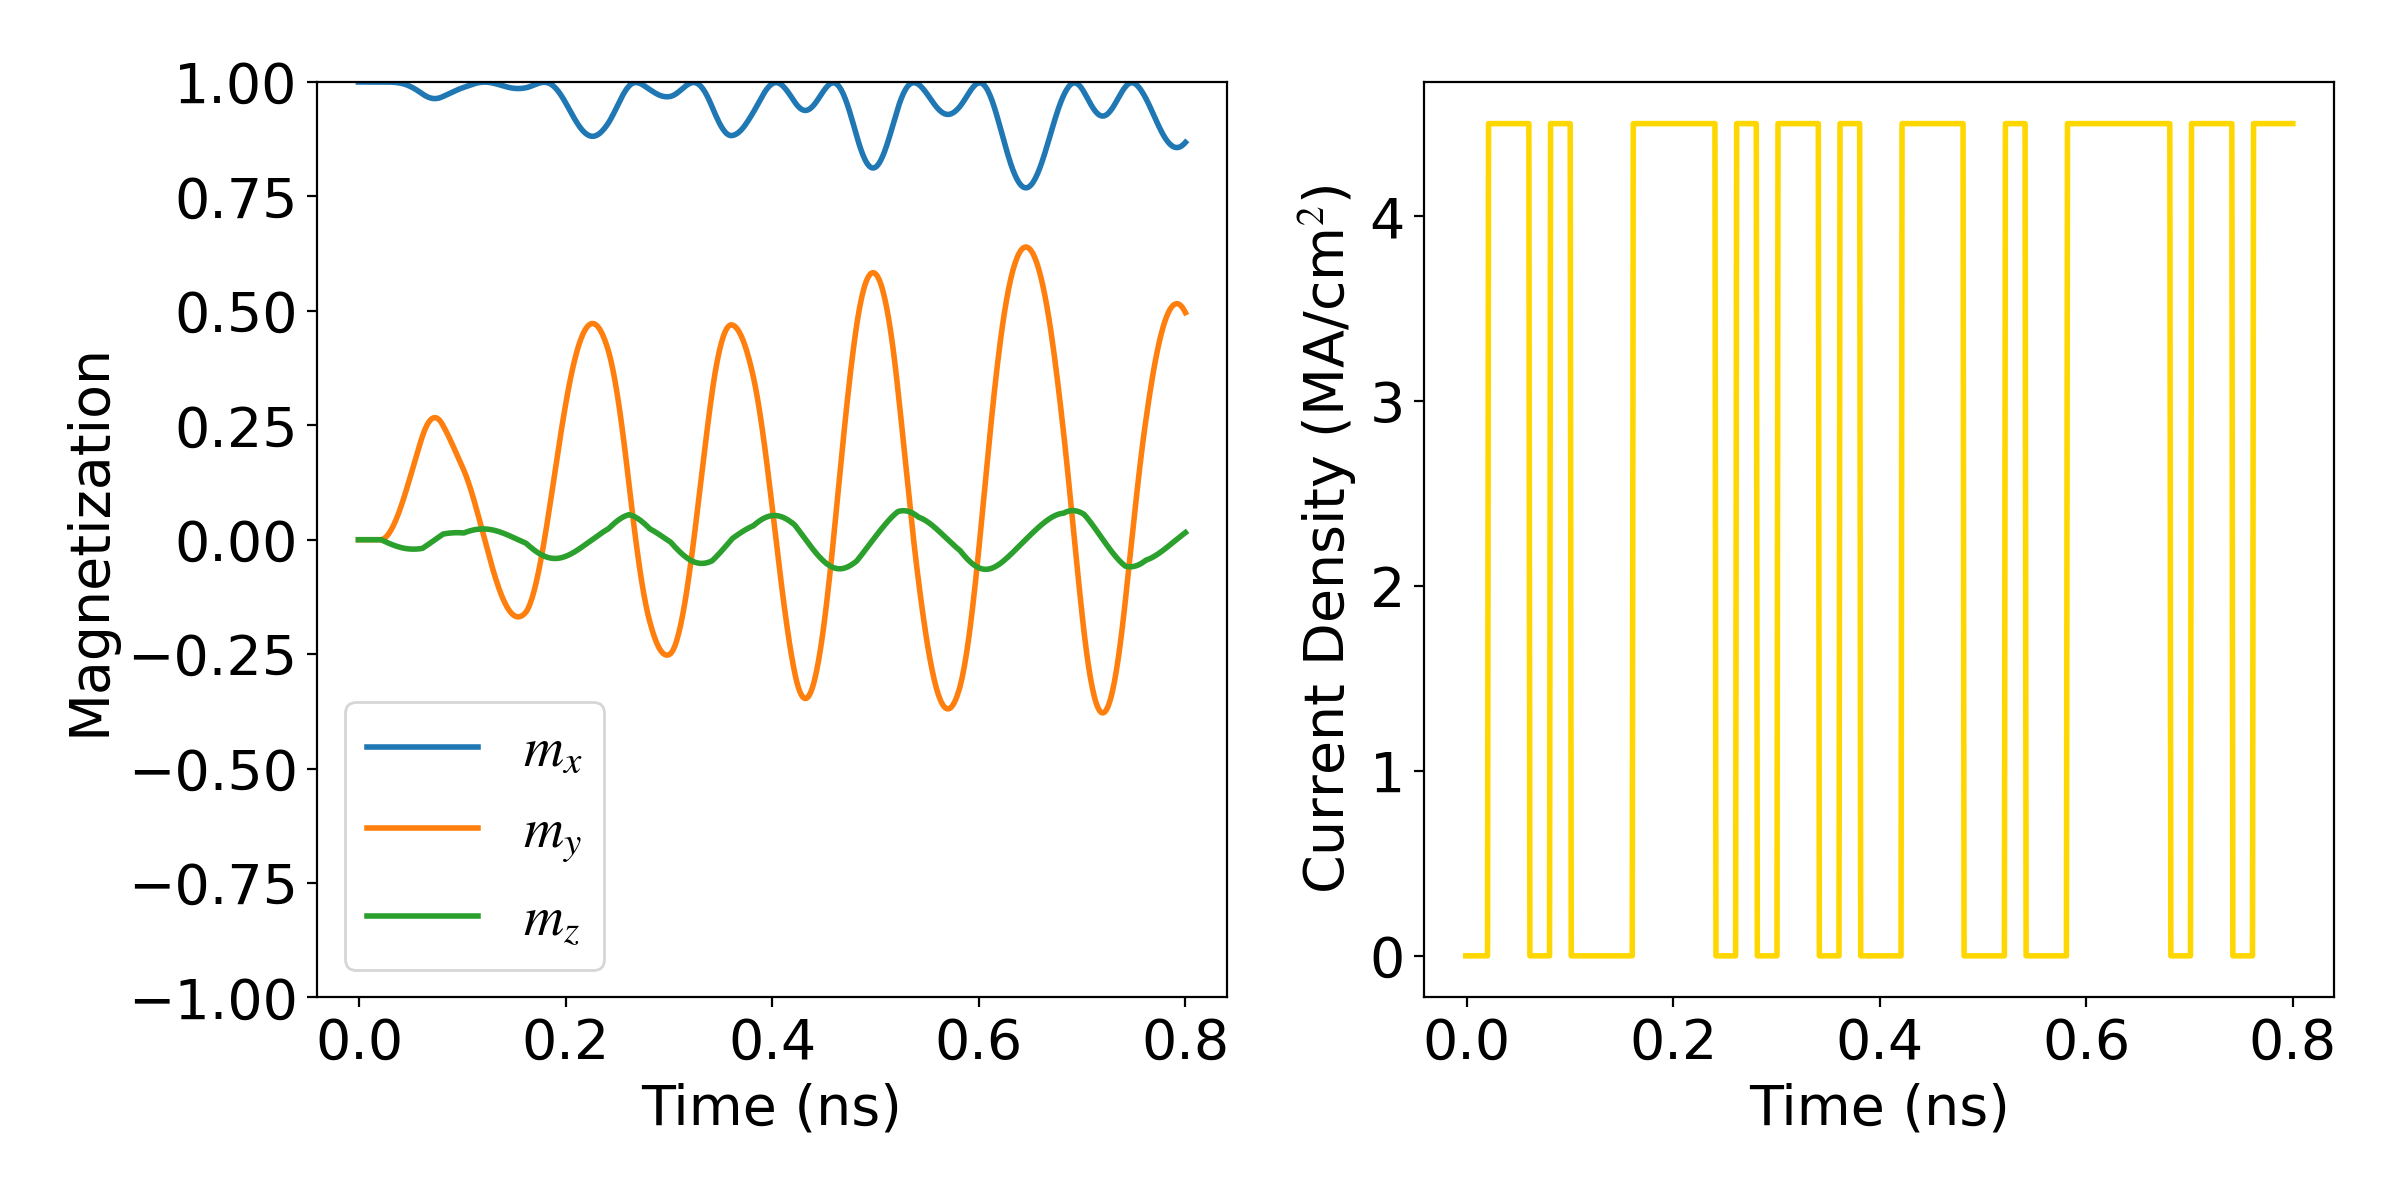 1.00
0.75
0.50
0.25
0.00
−0.25
−0.50
−0.75
−1.00
Magnetization
m_x
m_y
m_z
0.0 0.2 0.4 0.6 0.8
Time (ns)
4
3
2
1
0
Current Density (MA/cm²)
0.0 0.2 0.4 0.6 0.8
Time (ns)